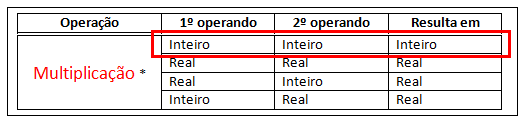 Operação 1º operando 2º operando Resulta em
Inteiro Inteiro Inteiro
Multiplicação *
Real Real Real
Real Inteiro Real
Inteiro Real Real